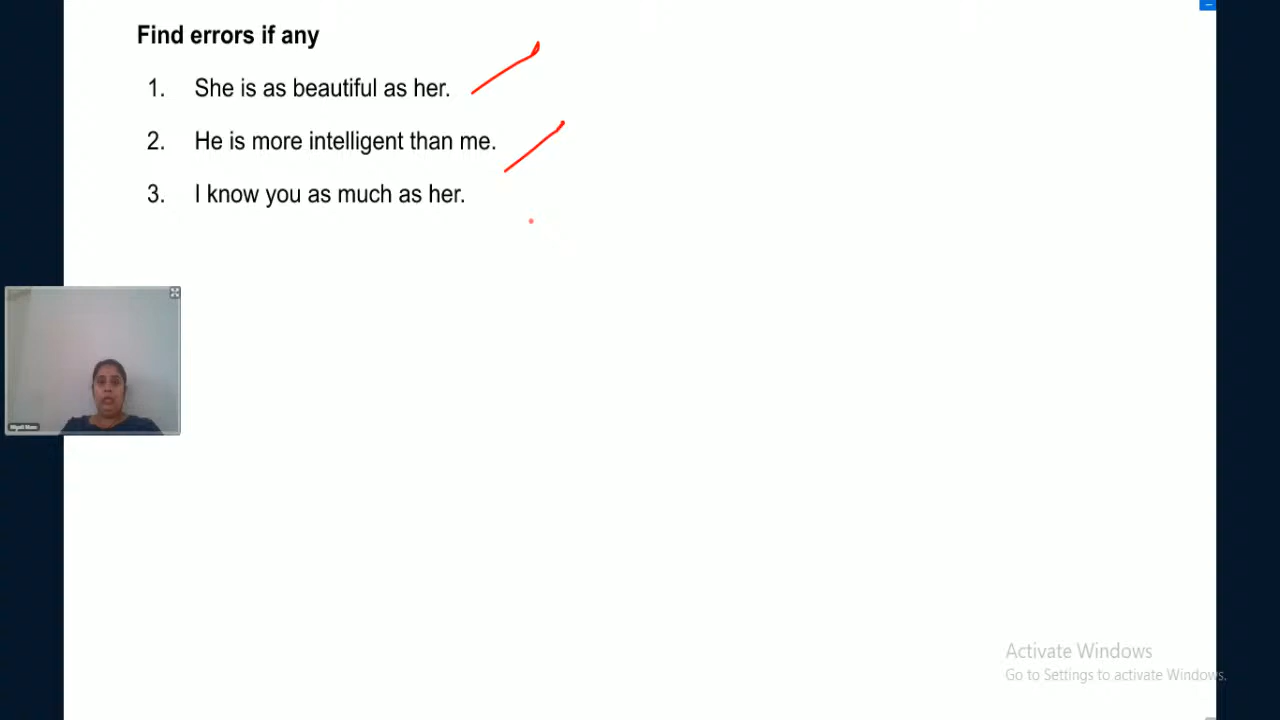 Find errors if any
1. She is as beautiful as her.
2. He is more intelligent than me.
3. I know you as much as her.
Activate Windows
Go to Settings to activate Windows.